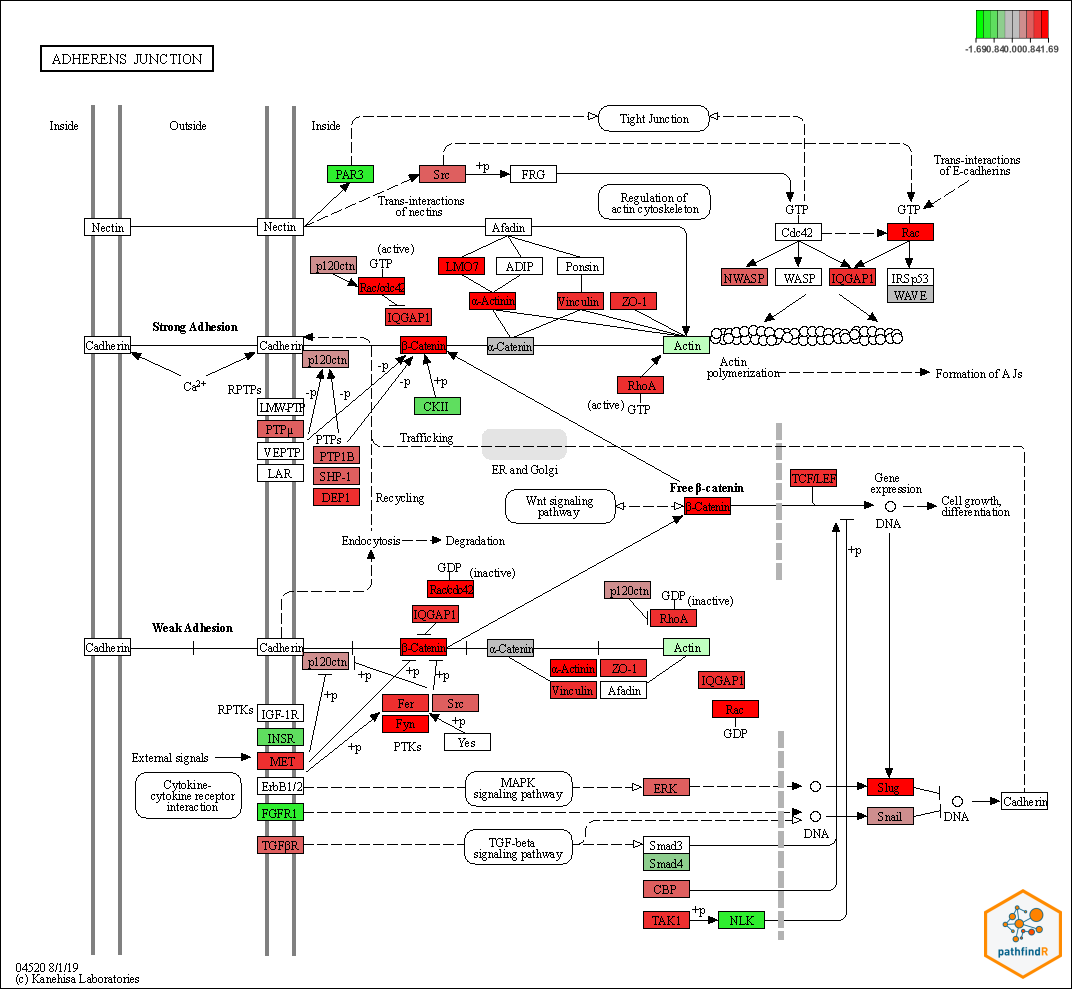 -1.69 0.84 0.00 0.84 1.69
ADHERENS JUNCTION
Inside
Outside
Inside
Tight Junction
PAR3
Src
+p
FRG
Trans-interactions
of E-cadherins
Trans-interactions
of nectins
Regulation of
actin cytoskeleton
GTP
GTP
Nectin
Nectin
Afadin
Cdc42
Rac
p120ctn
(active)
GTP
Rac/cdc42
IQGAP1
LMO7
ADIP
Ponsin
α-Actinin
Vinculin
ZO-1
NWASP
WASP
IQGAP1
IRSp53
WAVE
Strong Adhesion
Cadherin
Cadherin
p120ctn
β-Catenin
α-Catenin
Actin
Actin
polymerization
Formation of AJs
Ca2+
RPTPs
-p
-p
-p
-p
+p
CKII
RhoA
(active)
GTP
LMW-PTP
PTPμ
VEPTP
LAR
PTPs
PTP1B
SHP-1
DEP1
Trafficking
ER and Golgi
Recycling
Wnt signaling
pathway
Free β-catenin
β-Catenin
TCF/LEF
Gene
expression
DNA
Cell growth,
differentiation
+p
Endocytosis
Degradation
GDP
(inactive)
Rac/cdc42
IQGAP1
p120ctn
GDP
(inactive)
RhoA
Weak Adhesion
Cadherin
Cadherin
p120ctn
β-Catenin
α-Catenin
Actin
α-Actinin
ZO-1
Vinculin
Afadin
IQGAP1
Rac
GDP
+p
+p
+p
+p
+p
+p
Fer
Src
Fyn
Yes
PTKs
RPTKs
IGF-1R
INSR
External signals
MET
Cytokine-
cytokine receptor
interaction
ErbB1/2
FGFR1
TGFβR
MAPK
signaling pathway
ERK
TGF-beta
signaling pathway
Smad3
Smad4
CBP
TAK1
+p
NLK
DNA
Slug
Snail
DNA
Cadherin
pathfindR
04520 8/1/19
(c) Kanehisa Laboratories